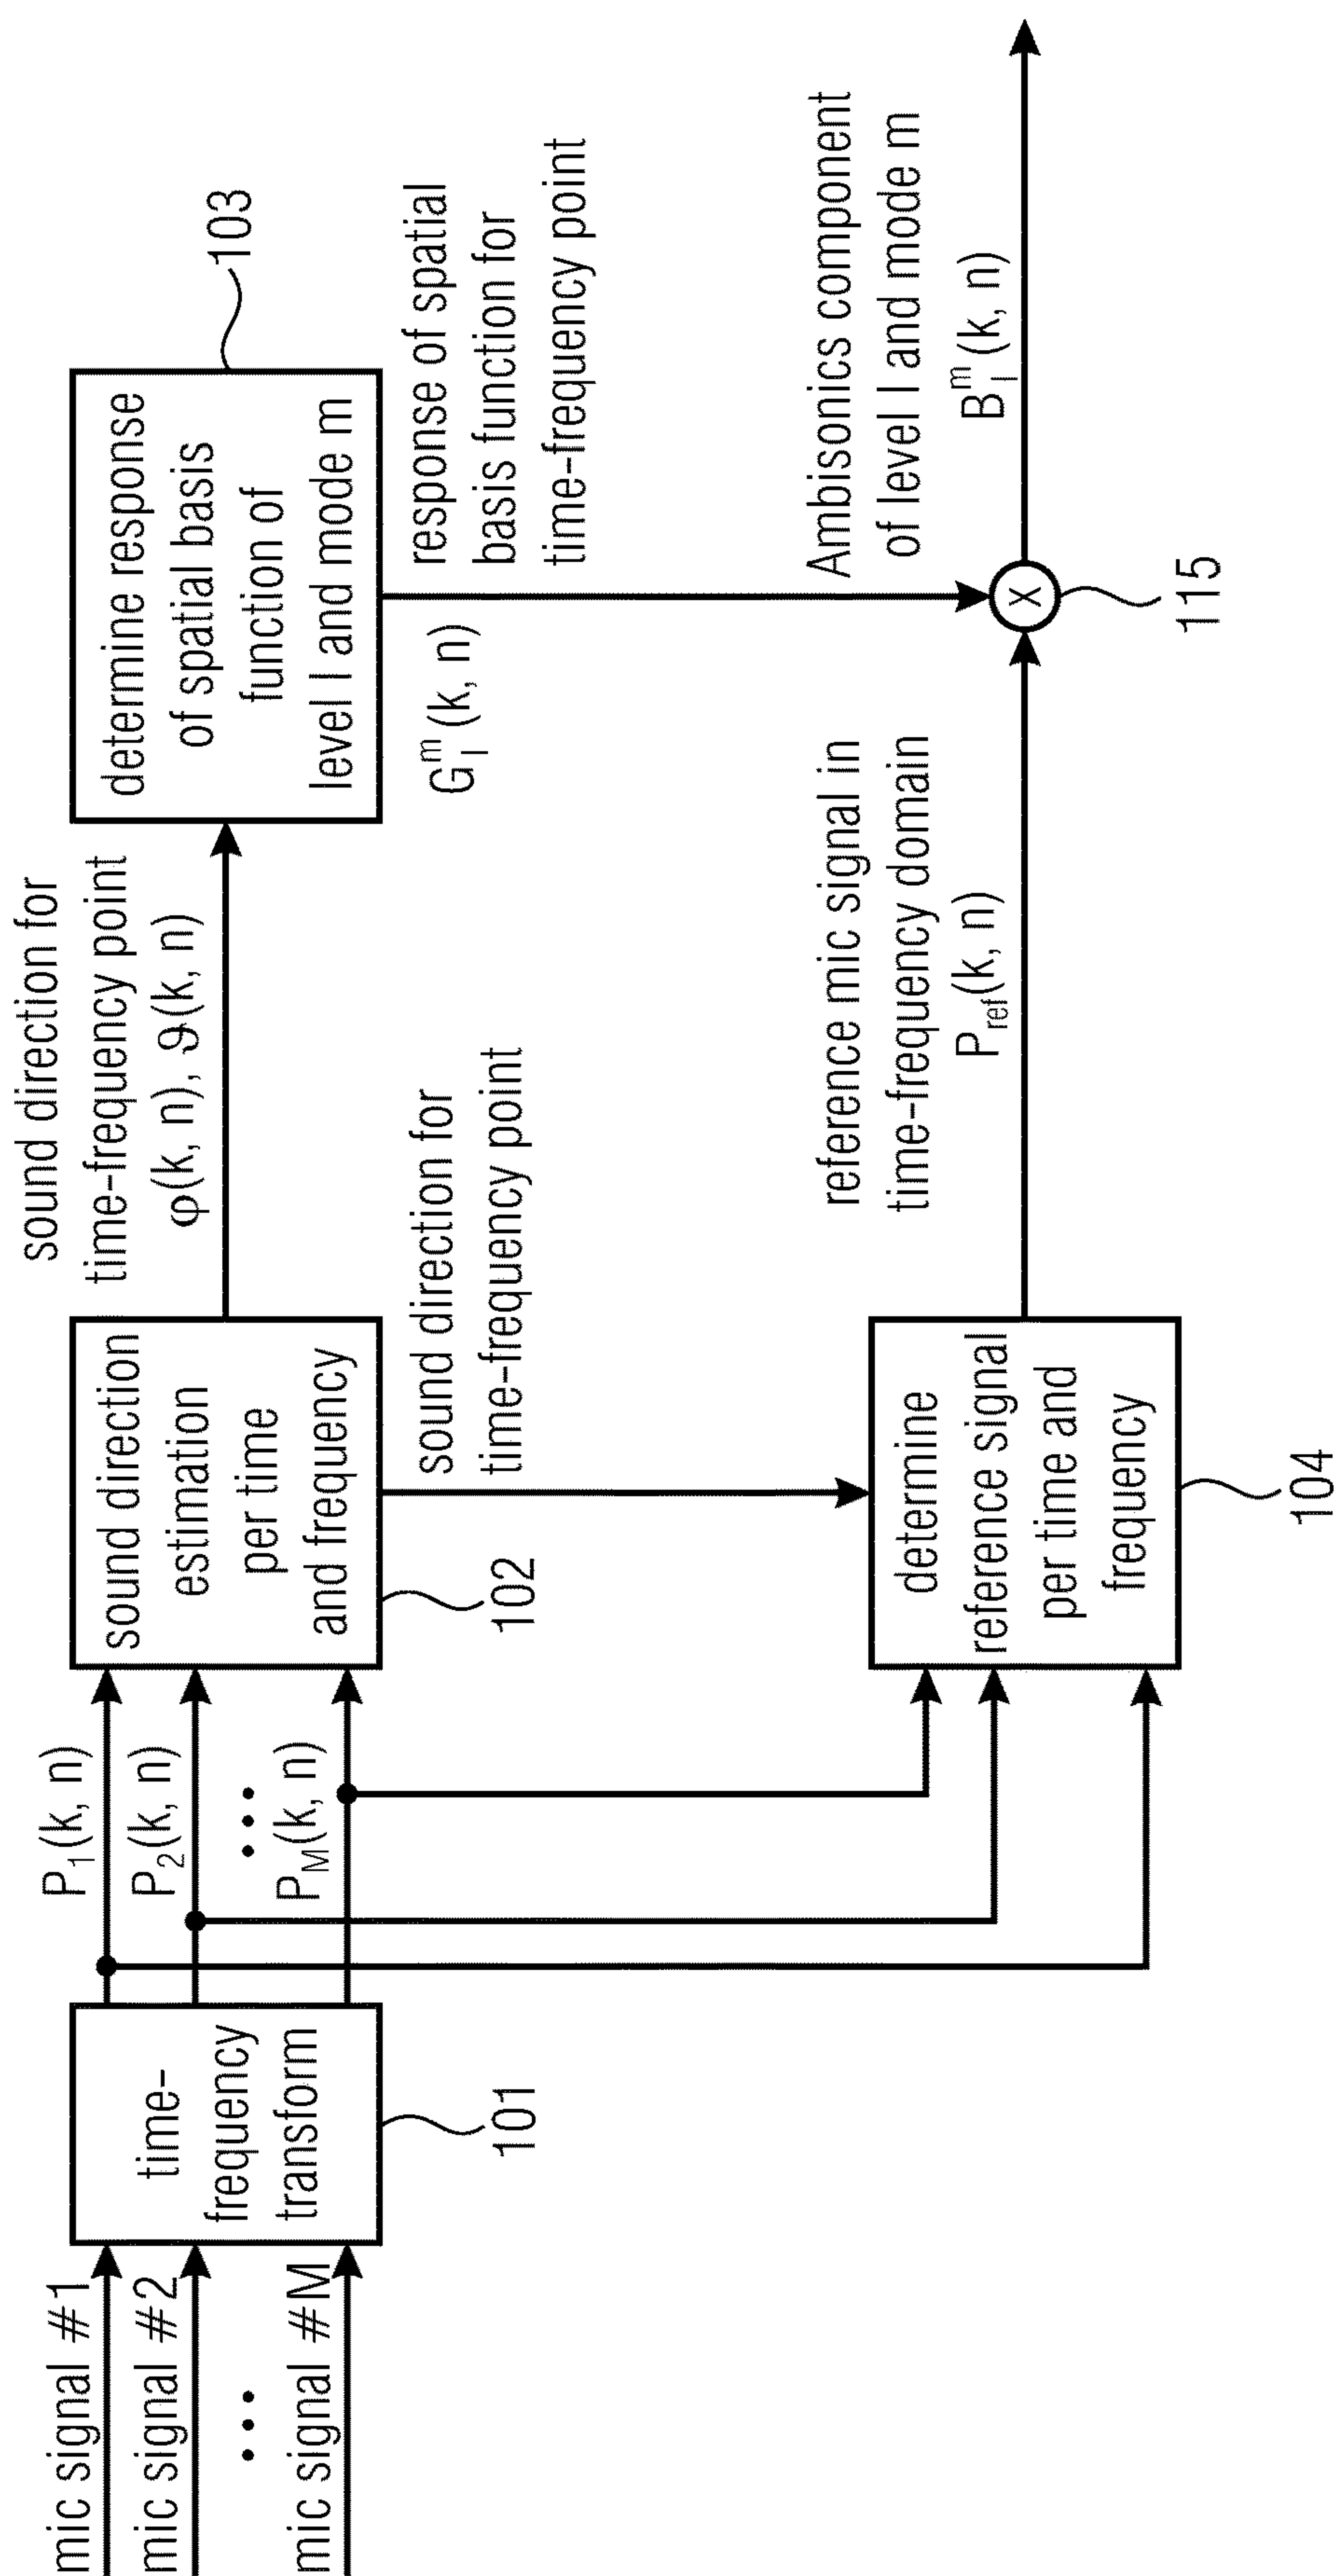 mic signal #1
mic signal #2
•••
mic signal #M
time-
frequency
transform
101
P₁(k, n)
P₂(k, n)
•••
P_M(k, n)
sound direction
estimation
per time
and frequency
102
sound direction for
time-frequency point
φ(k, n), ϑ(k, n)
sound direction for
time-frequency point
determine response
of spatial basis
function of
level l and mode m
103
response of spatial
basis function for
time-frequency point
G_l^m(k, n)
determine
reference signal
per time and
frequency
104
reference mic signal in
time-frequency domain
P_ref(k, n)
X
115
Ambisonics component
of level l and mode m
B_l^m(k, n)